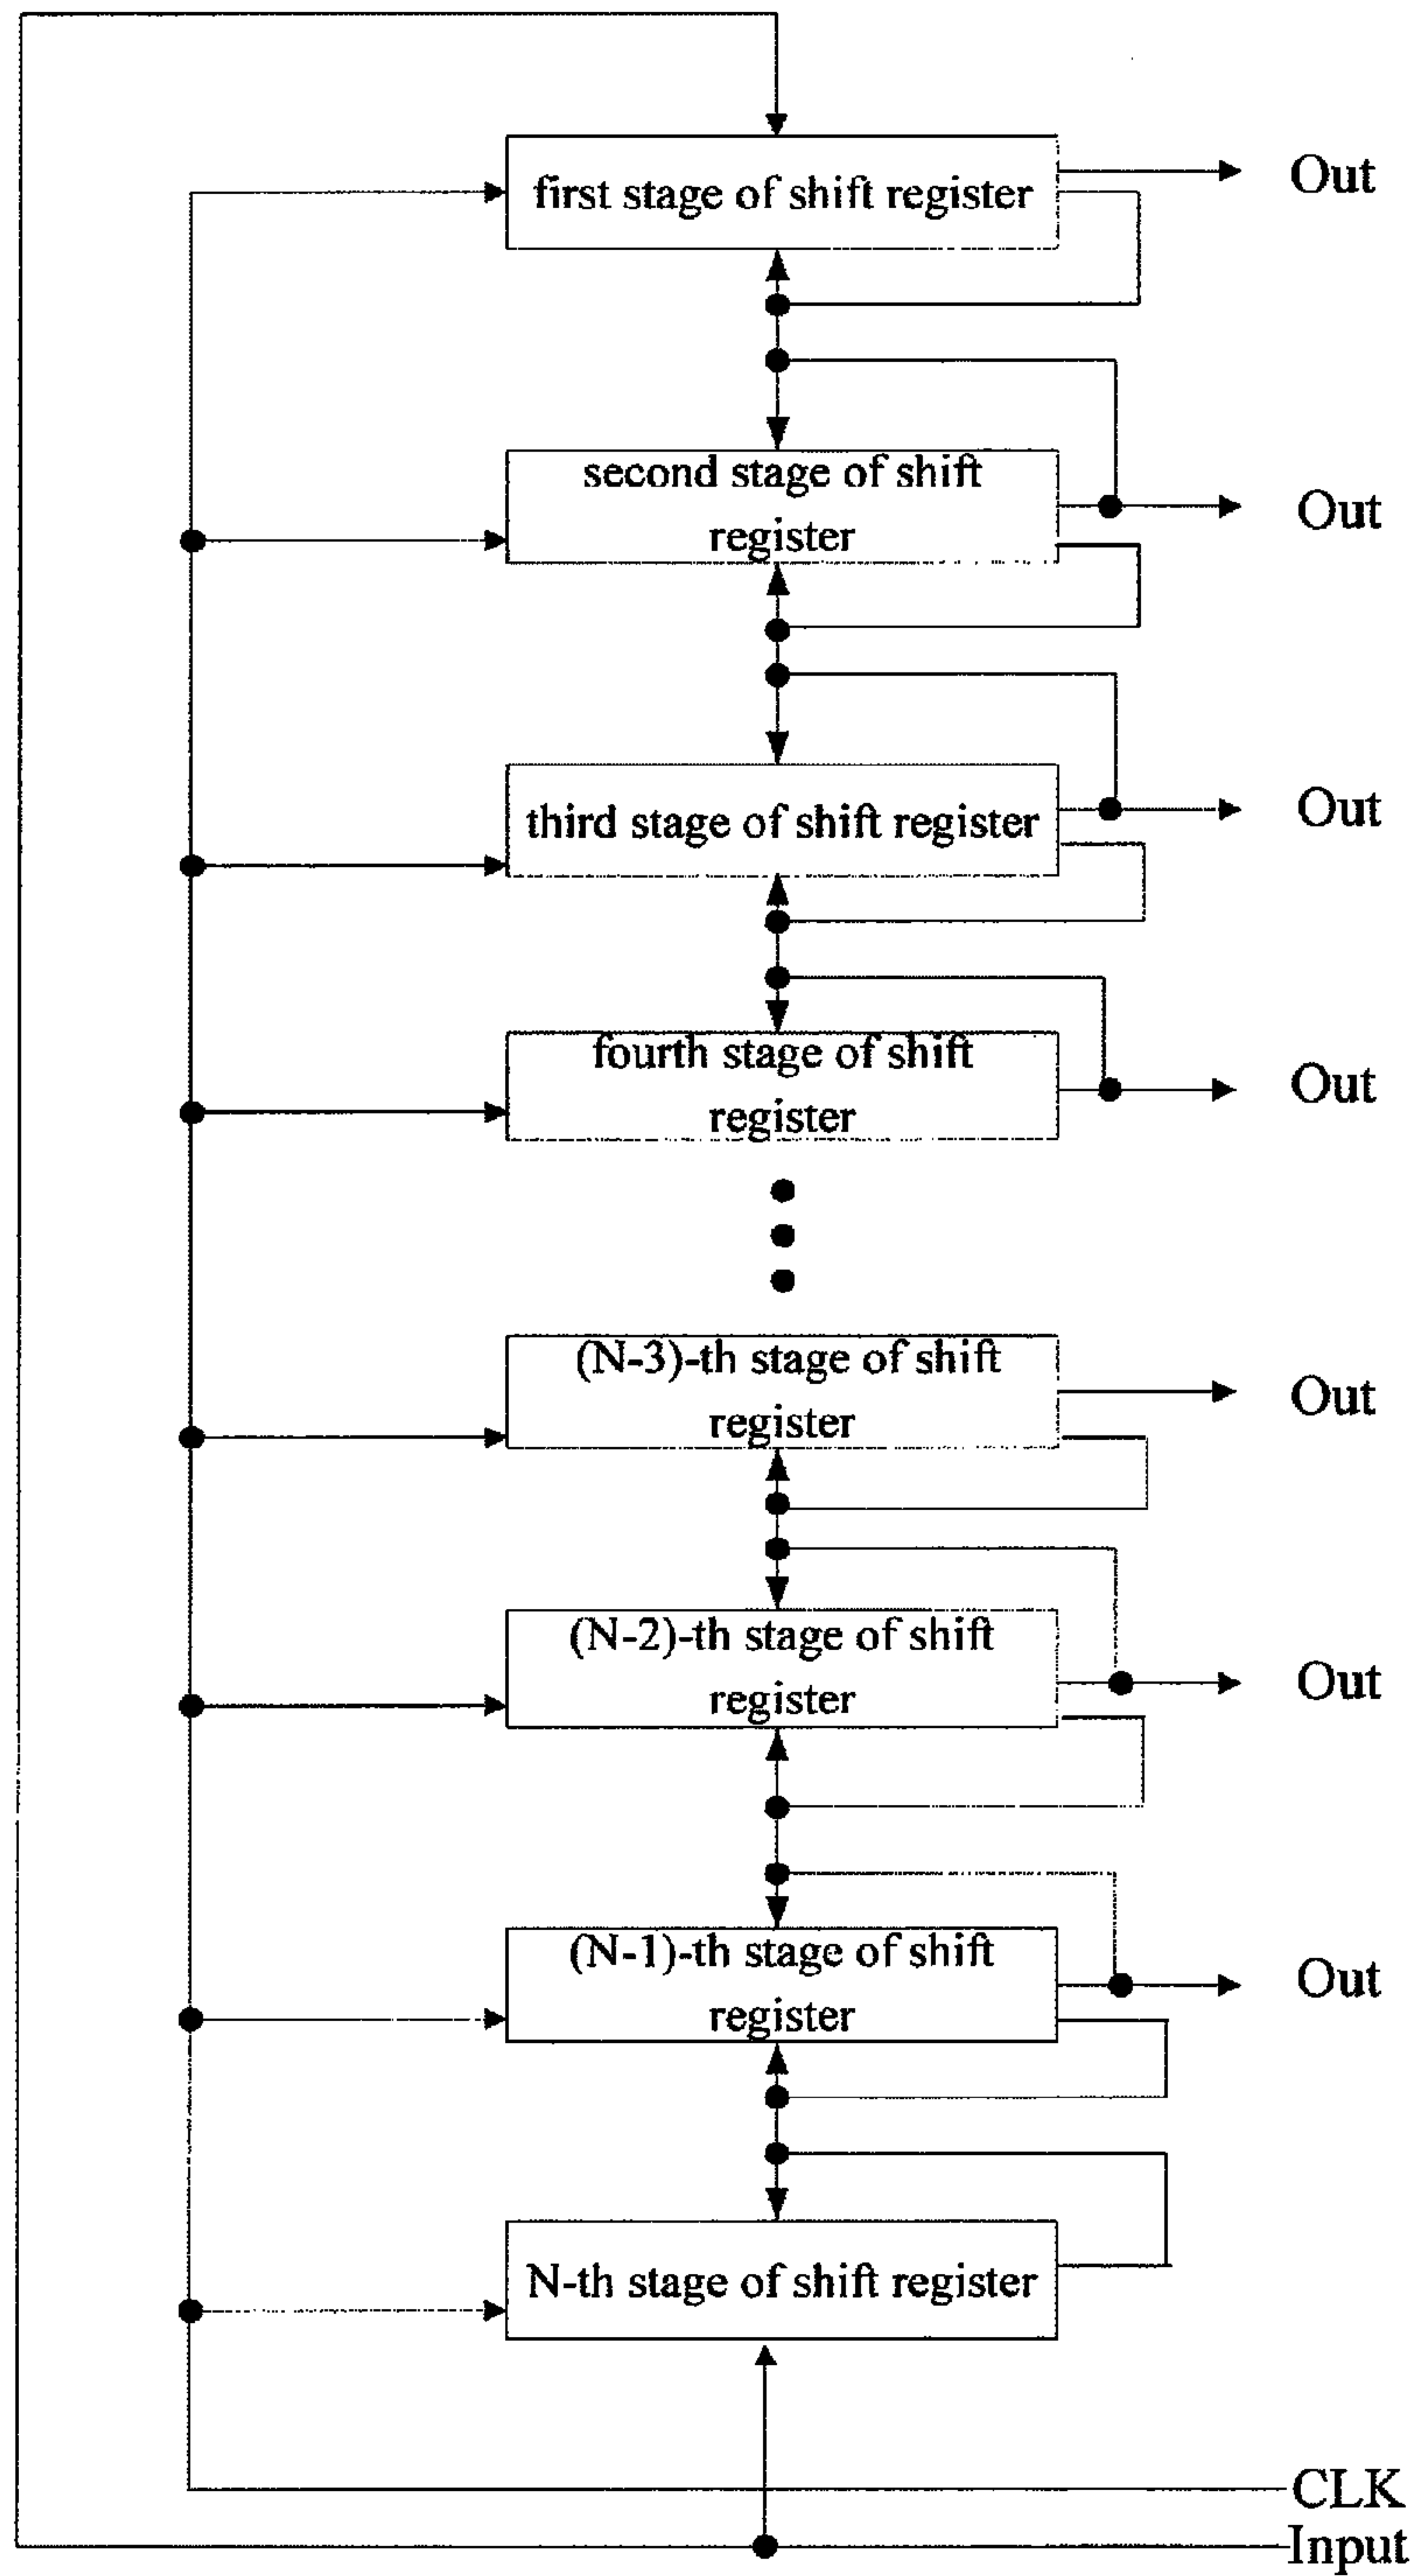 first stage of shift register
Out
second stage of shift
register
Out
third stage of shift register
Out
fourth stage of shift
register
Out
(N-3)-th stage of shift
register
Out
(N-2)-th stage of shift
register
Out
(N-1)-th stage of shift
register
Out
N-th stage of shift register
CLK
Input